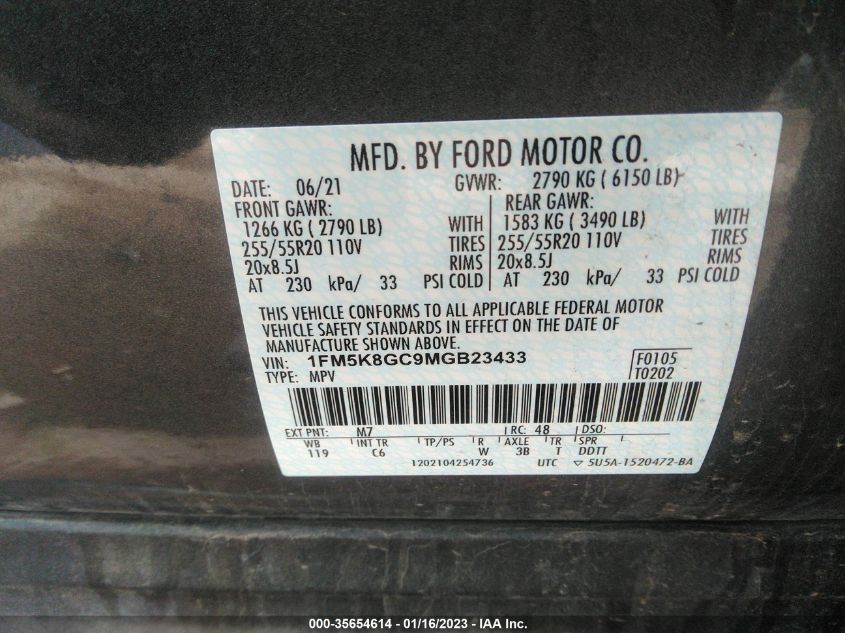 MFD. BY FORD MOTOR CO.
DATE: 06/21 GVWR: 2790 KG ( 6150 LB)
FRONT GAWR: REAR GAWR:
1266 KG ( 2790 LB) WITH 1583 KG ( 3490 LB) WITH
255/55R20 110V TIRES 255/55R20 110V TIRES
20x8.5J RIMS 20x8.5J RIMS
AT 230 kPa/ 33 PSI COLD AT 230 kPa/ 33 PSI COLD
THIS VEHICLE CONFORMS TO ALL APPLICABLE FEDERAL MOTOR
VEHICLE SAFETY STANDARDS IN EFFECT ON THE DATE OF
MANUFACTURE SHOWN ABOVE.
VIN: 1FM5K8GC9MGB23433 F0105
TYPE: MPV T0202
EXT PNT: M7 RC: 48 DSO:
WB INT TR TP/PS R AXLE TR SPR
119 C6 W 3B T DDTT
1202104254736 UTC ▽ 5U5A-1520472-BA
000-35654614 - 01/16/2023 - IAA Inc.